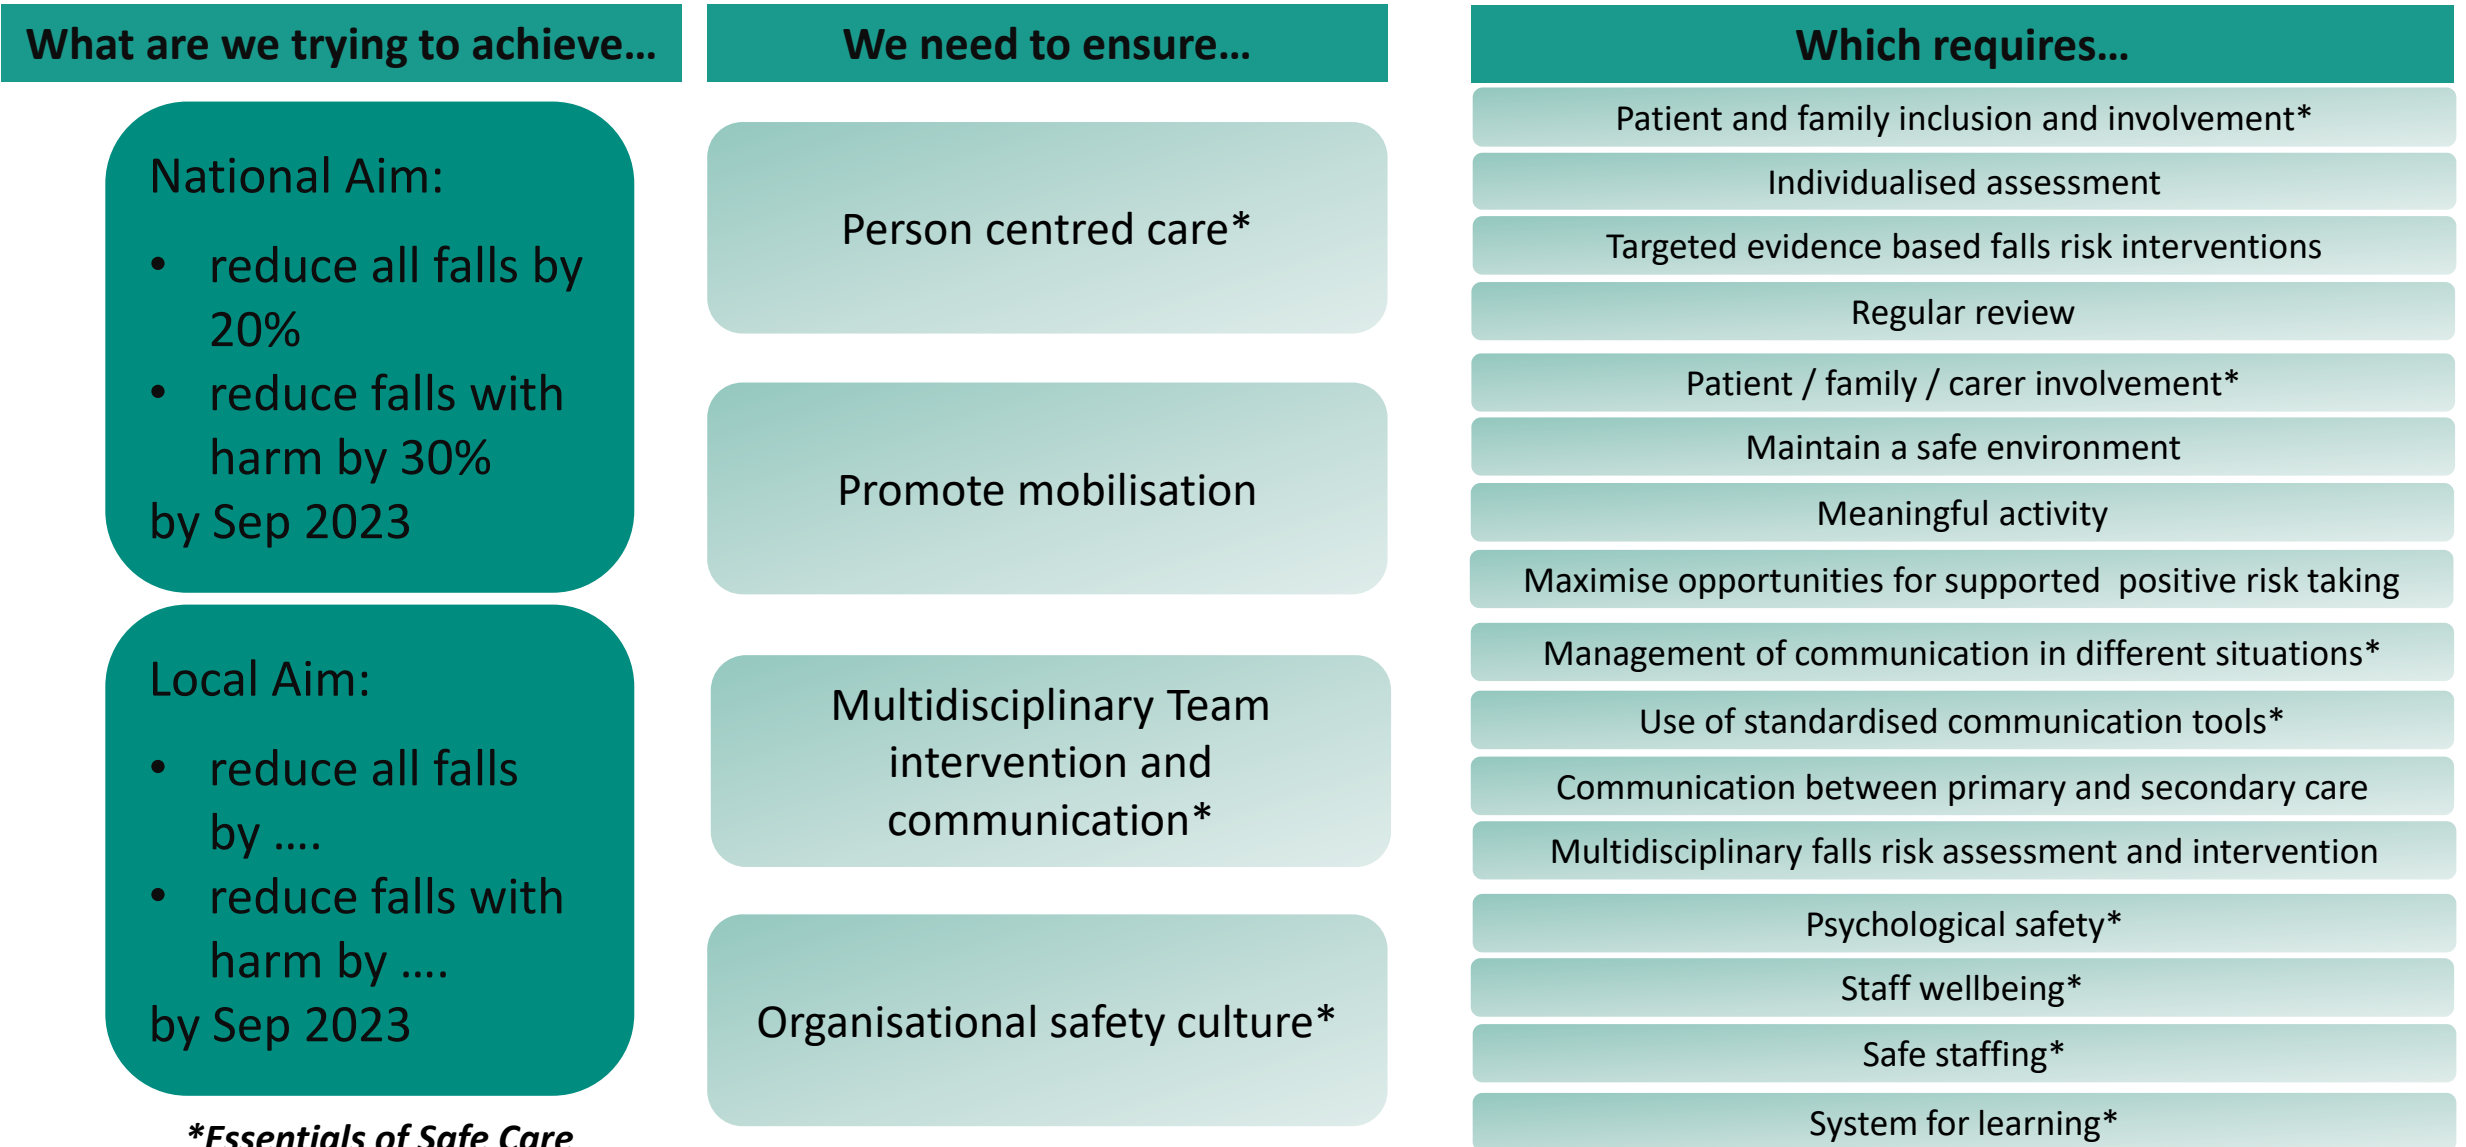 What are we trying to achieve…
National Aim:
• reduce all falls by
20%
• reduce falls with
harm by 30%
by Sep 2023
Local Aim:
• reduce all falls
by ....
• reduce falls with
harm by ....
by Sep 2023
*Essentials of Safe Care
We need to ensure…
Person centred care*
Promote mobilisation
Multidisciplinary Team
intervention and
communication*
Organisational safety culture*
Which requires…
Patient and family inclusion and involvement*
Individualised assessment
Targeted evidence based falls risk interventions
Regular review
Patient / family / carer involvement*
Maintain a safe environment
Meaningful activity
Maximise opportunities for supported  positive risk taking
Management of communication in different situations*
Use of standardised communication tools*
Communication between primary and secondary care
Multidisciplinary falls risk assessment and intervention
Psychological safety*
Staff wellbeing*
Safe staffing*
System for learning*